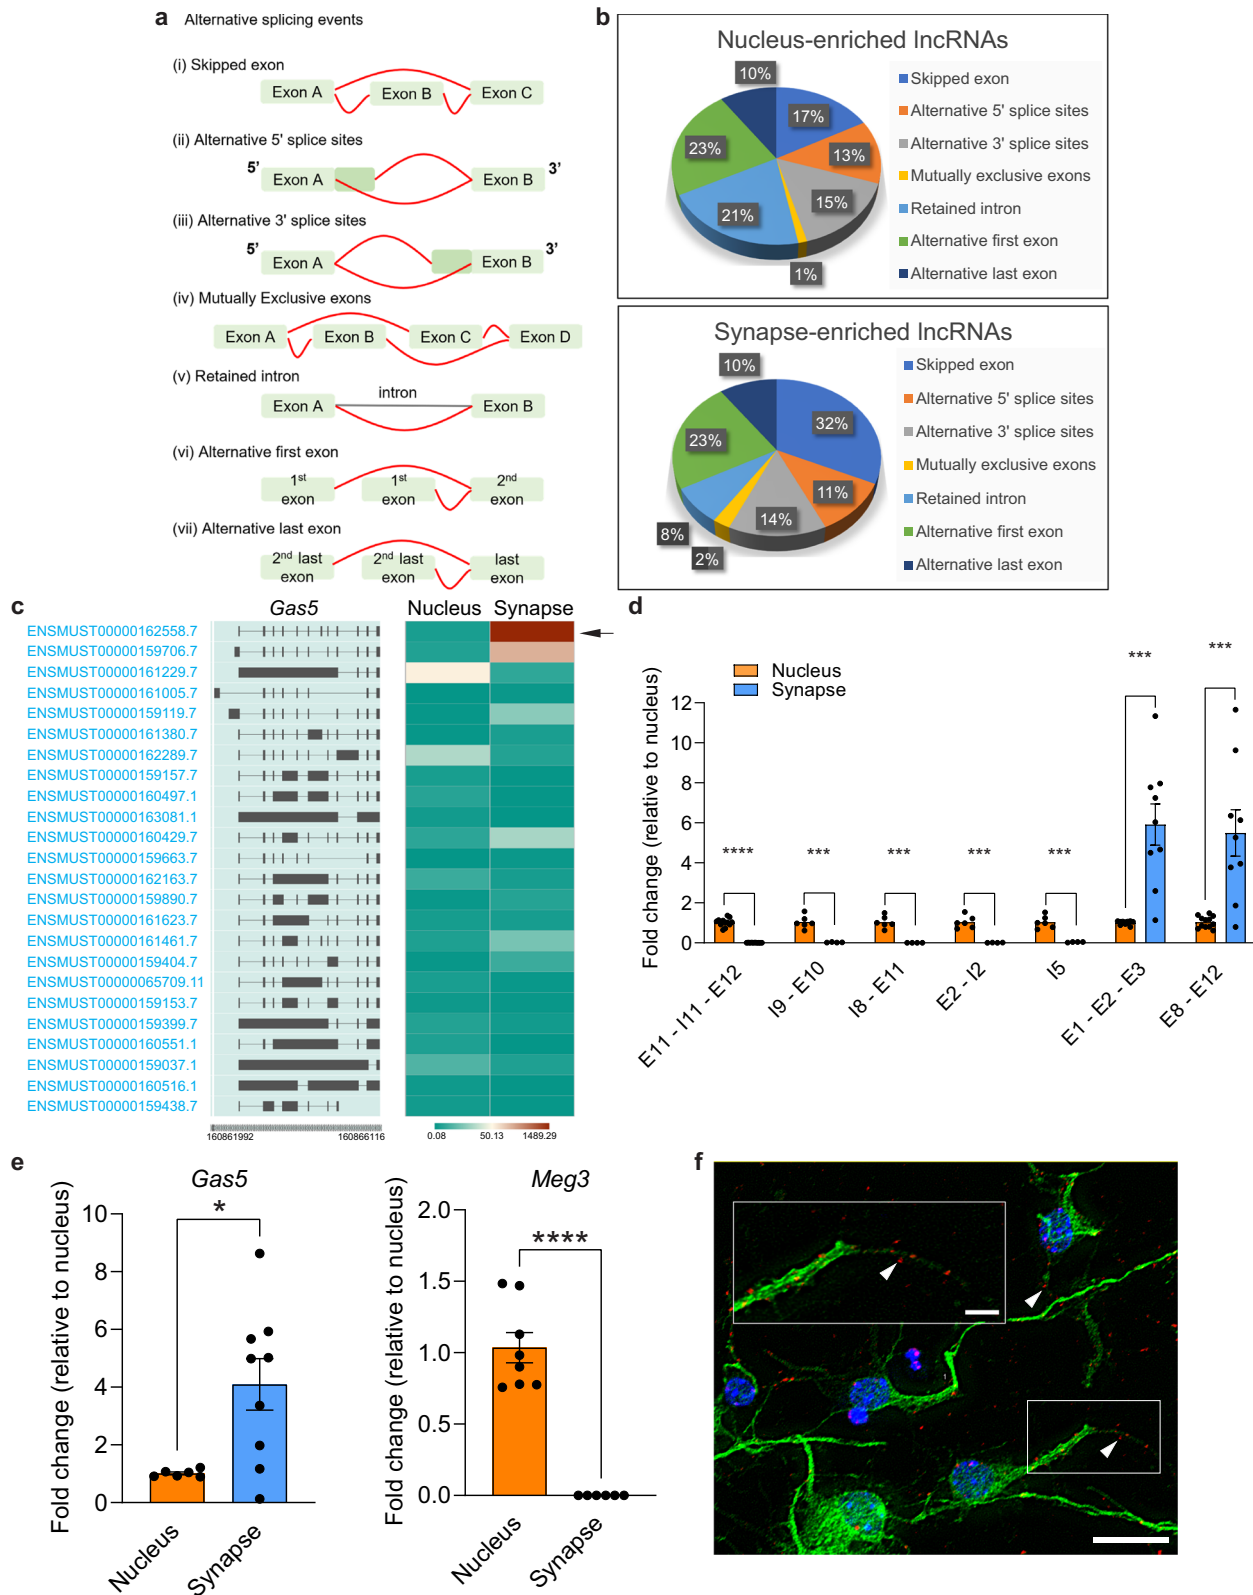 a Alternative splicing events
(i) Skipped exon
Exon A Exon B Exon C
(ii) Alternative 5' splice sites
5' 3'
Exon A Exon B
(iii) Alternative 3' splice sites
5' 3'
Exon A Exon B
(iv) Mutually Exclusive exons
Exon A Exon B Exon C Exon D
(v) Retained intron
intron
Exon A Exon B
(vi) Alternative first exon
1st exon 1st exon 2nd exon
(vii) Alternative last exon
2nd last exon 2nd last exon last exon
b
Nucleus-enriched lncRNAs
10%
17%
13%
15%
1%
21%
23%
Skipped exon
Alternative 5' splice sites
Alternative 3' splice sites
Mutually exclusive exons
Retained intron
Alternative first exon
Alternative last exon
Synapse-enriched lncRNAs
10%
32%
11%
14%
2%
8%
23%
Skipped exon
Alternative 5' splice sites
Alternative 3' splice sites
Mutually exclusive exons
Retained intron
Alternative first exon
Alternative last exon
c Gas5 Nucleus Synapse
ENSMUST00000162558.7
ENSMUST00000159706.7
ENSMUST00000161229.7
ENSMUST00000161005.7
ENSMUST00000159119.7
ENSMUST00000161380.7
ENSMUST00000162289.7
ENSMUST00000159157.7
ENSMUST00000160497.1
ENSMUST00000163081.1
ENSMUST00000160429.7
ENSMUST00000159663.7
ENSMUST00000162163.7
ENSMUST00000159890.7
ENSMUST00000161623.7
ENSMUST00000161461.7
ENSMUST00000159404.7
ENSMUST00000065709.11
ENSMUST00000159153.7
ENSMUST00000159399.7
ENSMUST00000160551.1
ENSMUST00000159037.1
ENSMUST00000160516.1
ENSMUST00000159438.7
160861992 160866116
0.08 50.13 1489.29
d
Nucleus
Synapse
Fold change (relative to nucleus)
12
10
8
6
4
2
0
**** *** *** *** *** *** ***
E11 - I11 - E12
I9 - E10
I8 - E11
E2 - I2
I5
E1 - E2 - E3
E8 - E12
e
Gas5
*
Fold change (relative to nucleus)
10
8
6
4
2
0
Nucleus
Synapse
Meg3
****
Fold change (relative to nucleus)
2.0
1.5
1.0
0.5
0.0
Nucleus
Synapse
f